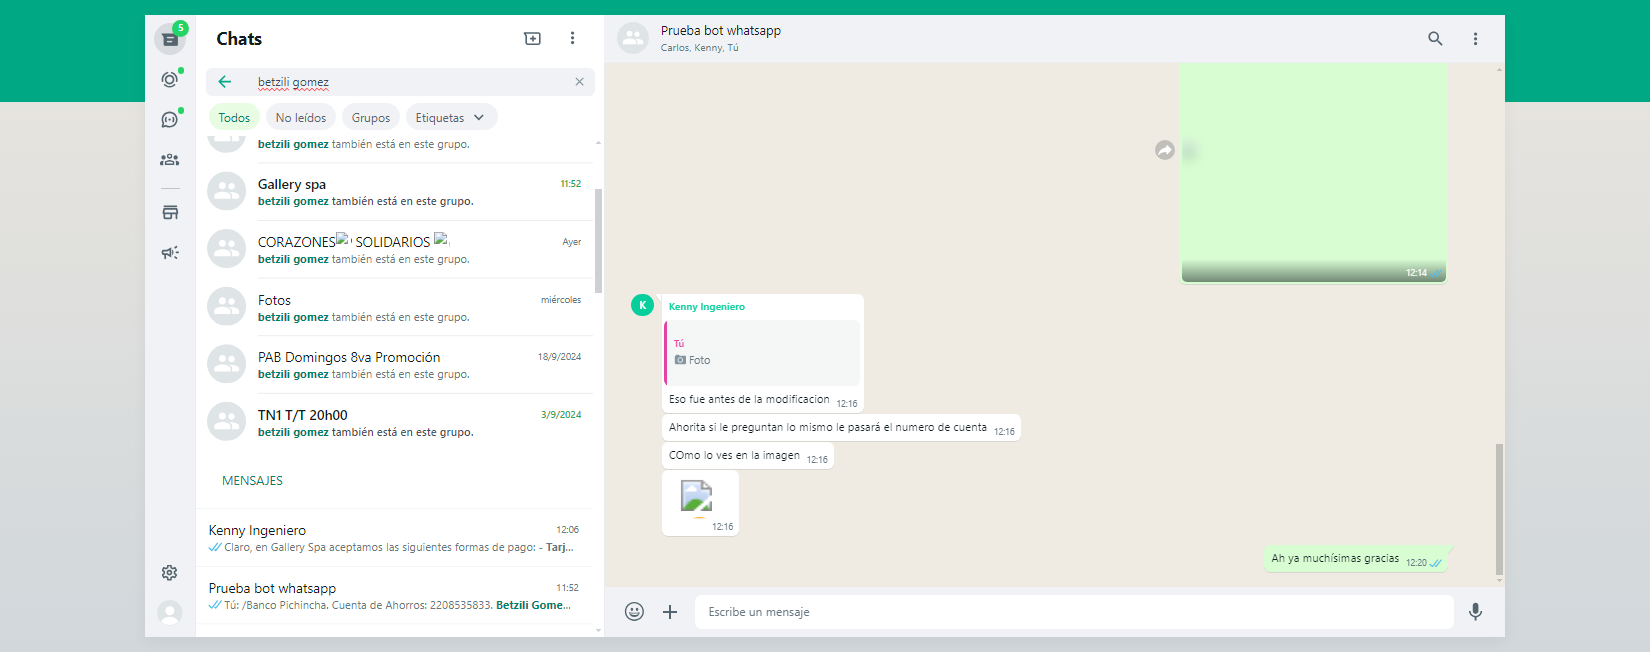 5
Chats
betzili gomez
Todos
No leídos
Grupos
Etiquetas
betzili gomez también está en este grupo.
Gallery spa
11:52
betzili gomez también está en este grupo.
CORAZONES SOLIDARIOS
Ayer
betzili gomez también está en este grupo.
Fotos
miércoles
betzili gomez también está en este grupo.
PAB Domingos 8va Promoción
18/9/2024
betzili gomez también está en este grupo.
TN1 T/T 20h00
3/9/2024
betzili gomez también está en este grupo.
MENSAJES
Kenny Ingeniero
12:06
Claro, en Gallery Spa aceptamos las siguientes formas de pago: - Tarj...
Prueba bot whatsapp
11:52
Tú: /Banco Pichincha. Cuenta de Ahorros: 2208535833. Betzili Gome...
Prueba bot whatsapp
Carlos, Kenny, Tú
12:14
K
Kenny Ingeniero
Tú
Foto
Eso fue antes de la modificacion 12:16
Ahorita si le preguntan lo mismo le pasará el numero de cuenta 12:16
COmo lo ves en la imagen 12:16
12:16
Ah ya muchísimas gracias 12:20
Escribe un mensaje